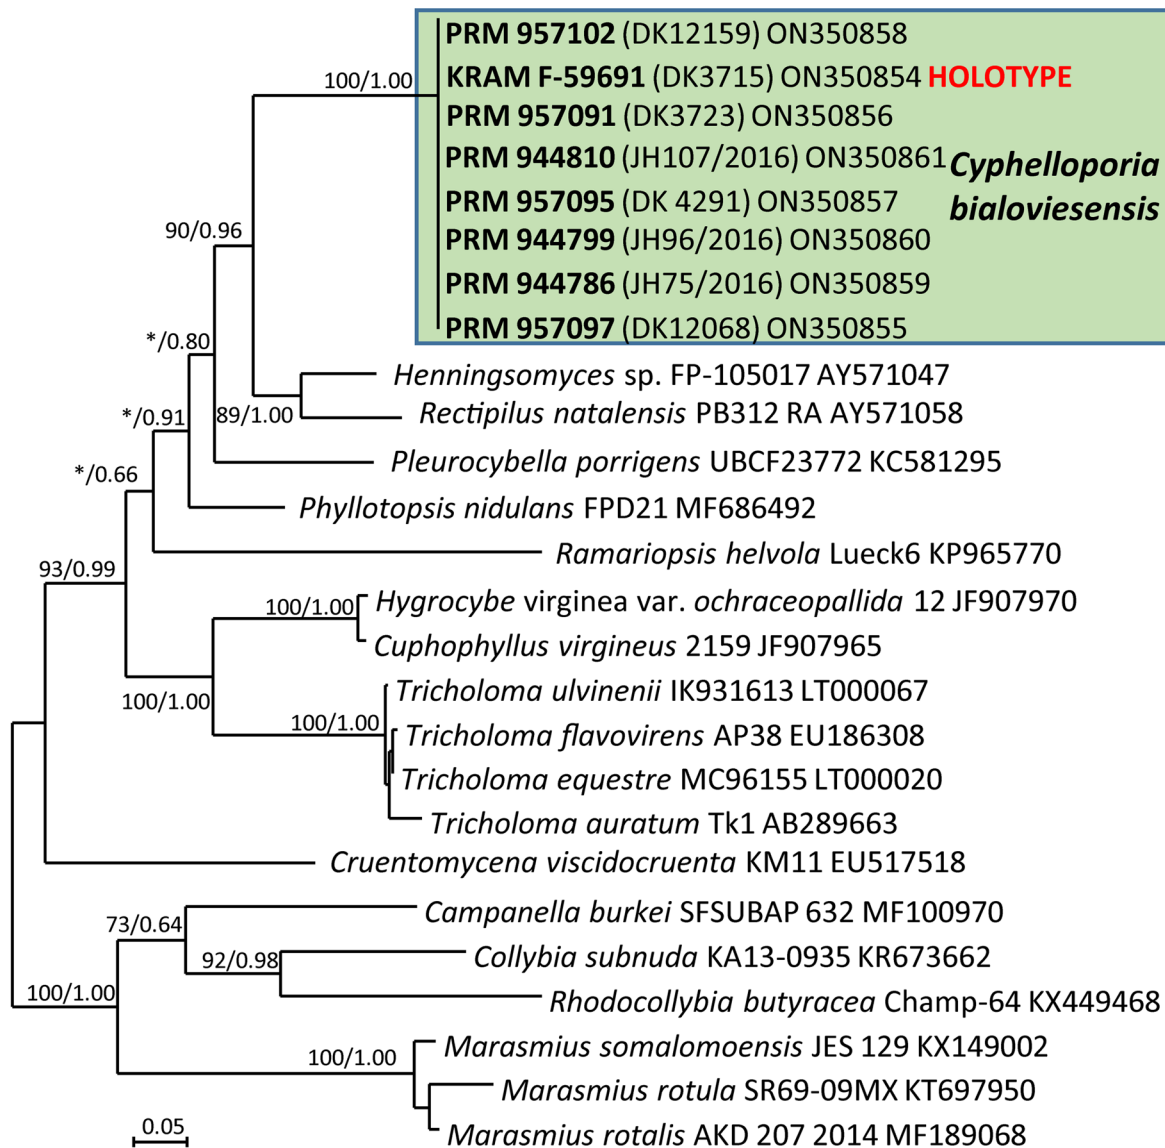 PRM 957102 (DK12159) ON350858
100/1.00
KRAM F-59691 (DK3715) ON350854 HOLOTYPE
PRM 957091 (DK3723) ON350856
PRM 944810 (JH107/2016) ON350861
Cyphelloporia
bialoviesensis
PRM 957095 (DK 4291) ON350857
90/0.96
PRM 944799 (JH96/2016) ON350860
PRM 944786 (JH75/2016) ON350859
PRM 957097 (DK12068) ON350855
*/0.80
Henningsomyces sp. FP-105017 AY571047
*/0.91
89/1.00
Rectipilus natalensis PB312 RA AY571058
*/0.66
Pleurocybella porrigens UBCF23772 KC581295
Phyllotopsis nidulans FPD21 MF686492
Ramariopsis helvola Lueck6 KP965770
93/0.99
100/1.00
Hygrocybe virginea var. ochraceopallida 12 JF907970
Cuphophyllus virgineus 2159 JF907965
100/1.00
Tricholoma ulvinenii IK931613 LT000067
100/1.00
Tricholoma flavovirens AP38 EU186308
Tricholoma equestre MC96155 LT000020
Tricholoma auratum Tk1 AB289663
Cruentomycena viscidocruenta KM11 EU517518
73/0.64
Campanella burkei SFSUBAP 632 MF100970
92/0.98
Collybia subnuda KA13-0935 KR673662
100/1.00
Rhodocollybia butyracea Champ-64 KX449468
100/1.00
Marasmius somalomoensis JES 129 KX149002
Marasmius rotula SR69-09MX KT697950
0.05
Marasmius rotalis AKD 207 2014 MF189068